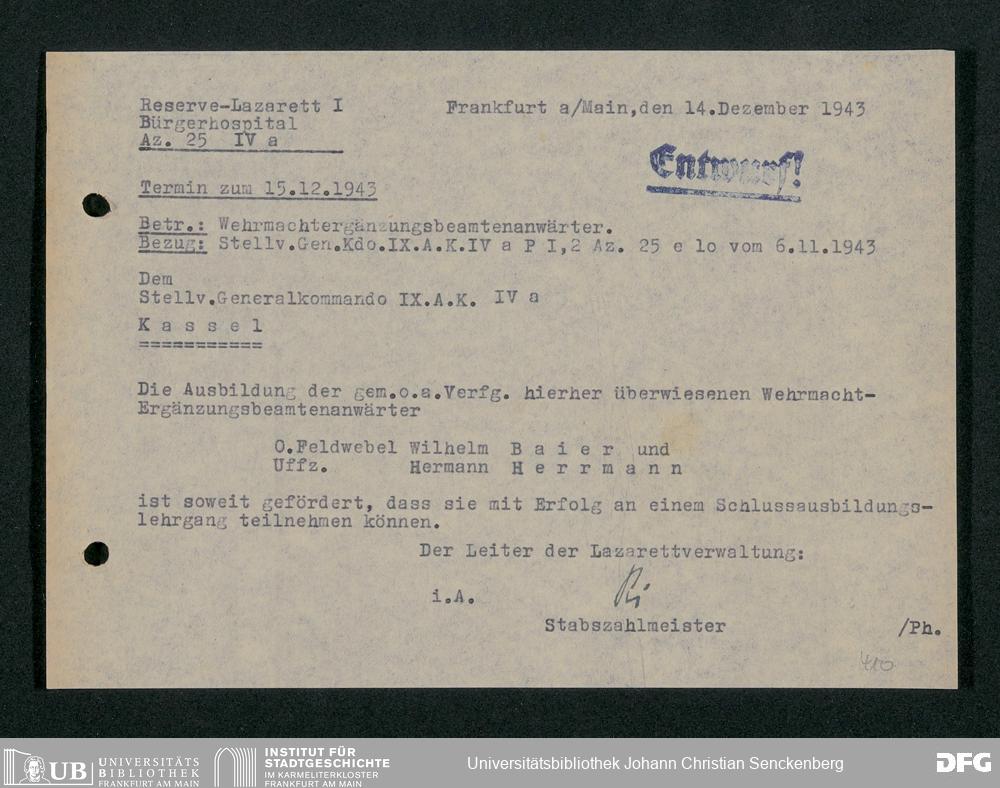 Reserve-Lazarett I
Frankfurt a/Main,den 14.Dezember 1943
Bürgerhospital
Az. 25 IV a
Entwurf!
Termin zum 15.12.1943
Betr.: Wehrmachtergänzungsbeamtenanwärter.
Bezug: Stellv.Gen.Kdo.IX.A.K.IV a P I,2 Az. 25 e lo vom 6.11.1943
Dem
Stellv.Generalkommando IX.A.K. IV a
K a s s e l
===========
Die Ausbildung der gem.o.a.Verfg. hierher überwiesenen Wehrmacht-
Ergänzungsbeamtenanwärter
O.Feldwebel Wilhelm B a i e r und
Uffz. Hermann H e r r m a n n
ist soweit gefördert, dass sie mit Erfolg an einem Schlussausbildungs-
lehrgang teilnehmen können.
Der Leiter der Lazarettverwaltung:
i.A.
Stabszahlmeister
/Ph.
UB UNIVERSITÄTS
BIBLIOTHEK
FRANKFURT AM MAIN
INSTITUT FÜR
STADTGESCHICHTE
IM KARMELITERKLOSTER
FRANKFURT AM MAIN
Universitätsbibliothek Johann Christian Senckenberg
DFG